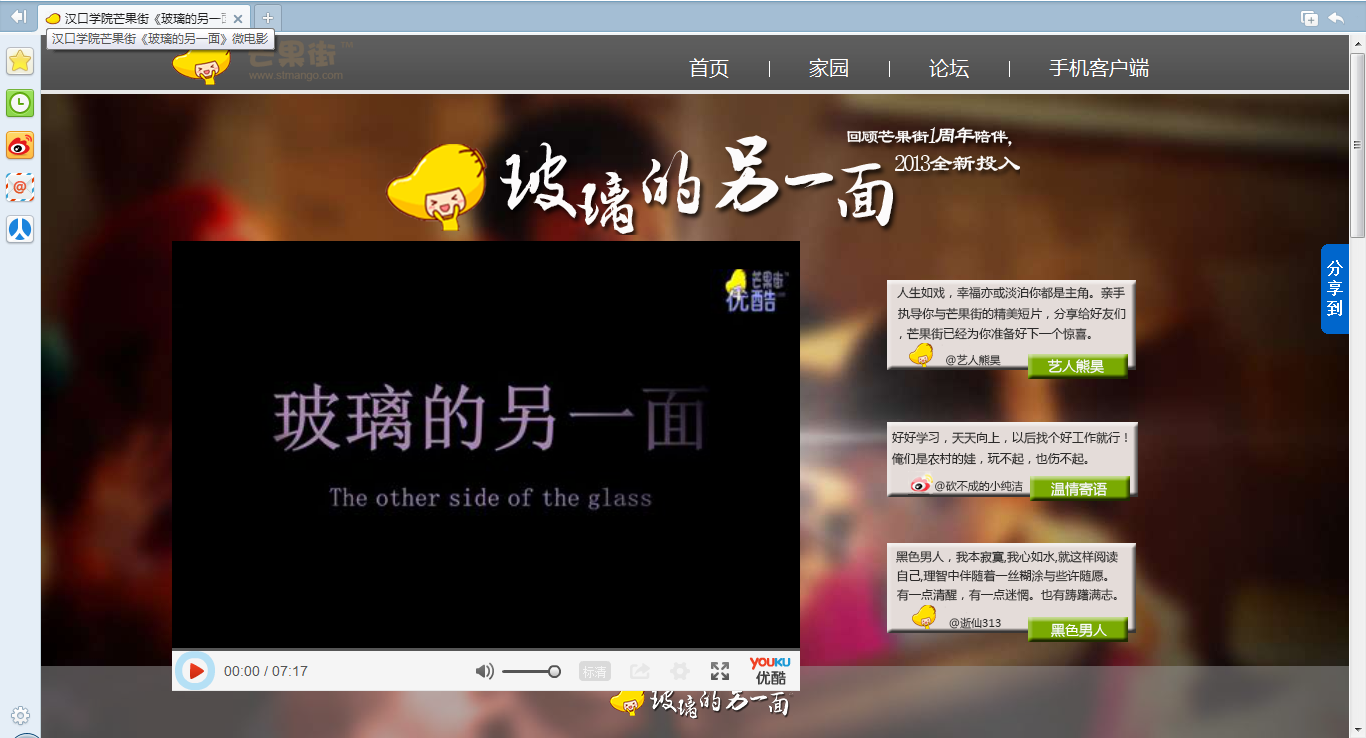 汉口学院芒果街《玻璃的另一
汉口学院芒果街《玻璃的另一面》微电影
芒果街™
www.stmango.com
首页
家园
论坛
手机客户端
玻璃的另一面
回顾芒果街1周年陪伴,
2013全新投入
分享到
芒果街
优酷
玻璃的另一面
The other side of the glass
人生如戏，幸福亦或淡泊你都是主角。亲手
执导你与芒果街的精美短片，分享给好友们
，芒果街已经为你准备好下一个惊喜。
@艺人熊昊
艺人熊昊
好好学习，天天向上，以后找个好工作就行！
俺们是农村的娃，玩不起，也伤不起。
@砍不成的小纯洁
温情寄语
黑色男人，我本寂寞,我心如水,就这样阅读
自己,理智中伴随着一丝糊涂与些许随愿。
有一点清醒，有一点迷惘。也有踌躇满志。
@逝仙313
黑色男人
00:00 / 07:17
标清
YOUKU
优酷
玻璃的另一面